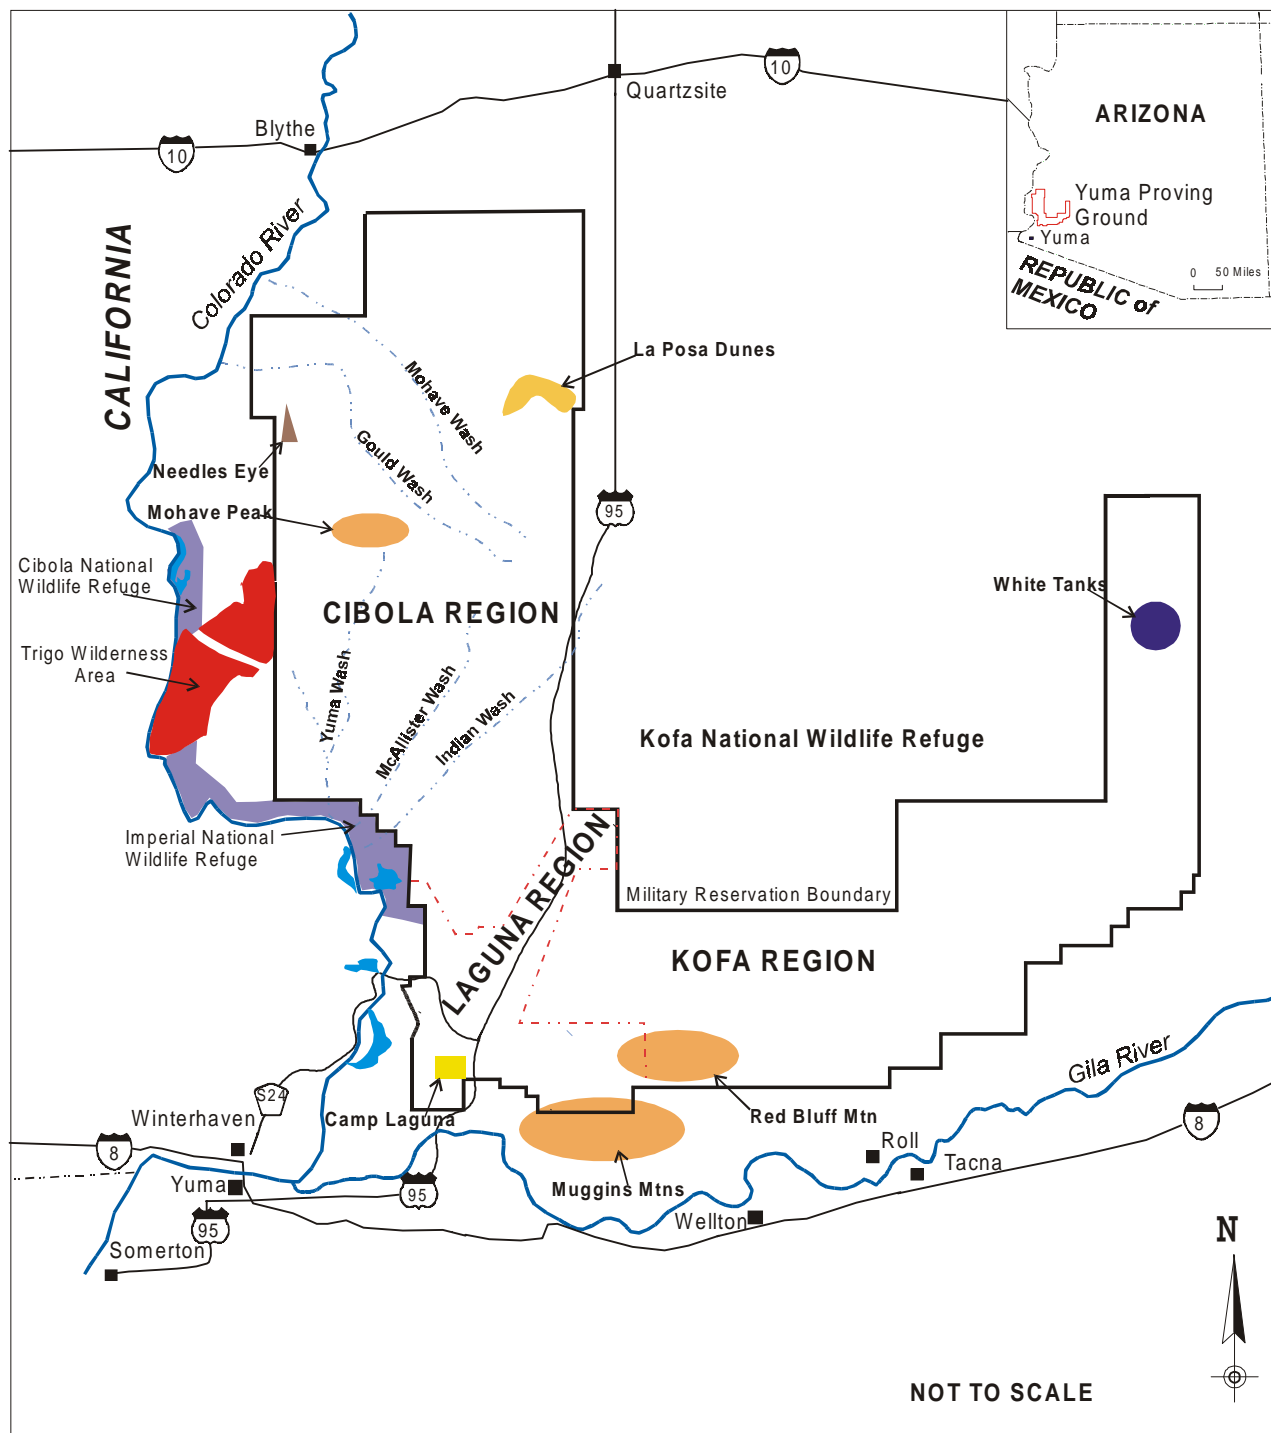 10
Quartzsite
Blythe
10
ARIZONA
Yuma Proving
Ground
Yuma
0 50 Miles
REPUBLIC of
MEXICO
CALIFORNIA
Colorado River
La Posa Dunes
Mohave Wash
Gould Wash
Needles Eye
Mohave Peak
95
Cibola National
Wildlife Refuge
White Tanks
CIBOLA REGION
Trigo Wilderness
Area
Yuma Wash
McAllister Wash
Indian Wash
Kofa National Wildlife Refuge
Imperial National
Wildlife Refuge
LAGUNA REGION
Military Reservation Boundary
KOFA REGION
Gila River
S24
Winterhaven
Camp Laguna
Red Bluff Mtn
8
8
Roll
Tacna
Yuma
95
Muggins Mtns
Wellton
95
Somerton
N
NOT TO SCALE